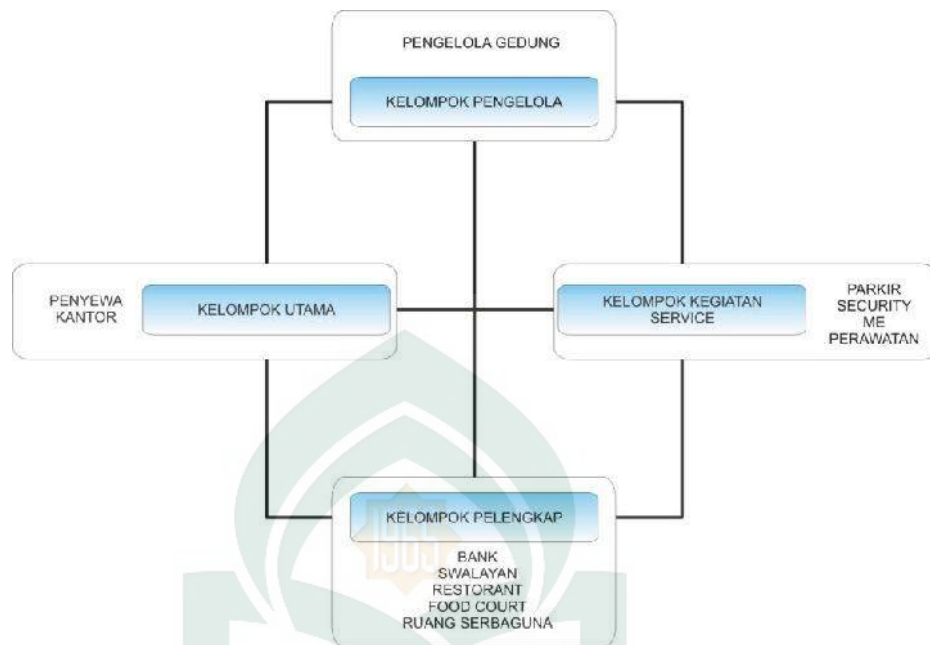 PENGELOLA GEDUNG
KELOMPOK PENGELOLA
PENYEWA
KANTOR
KELOMPOK UTAMA
KELOMPOK KEGIATAN
SERVICE
PARKIR
SECURITY
ME
PERAWATAN
KELOMPOK PELENGKAP
1965
BANK
SWALAYAN
RESTORANT
FOOD COURT
RUANG SERBAGUNA